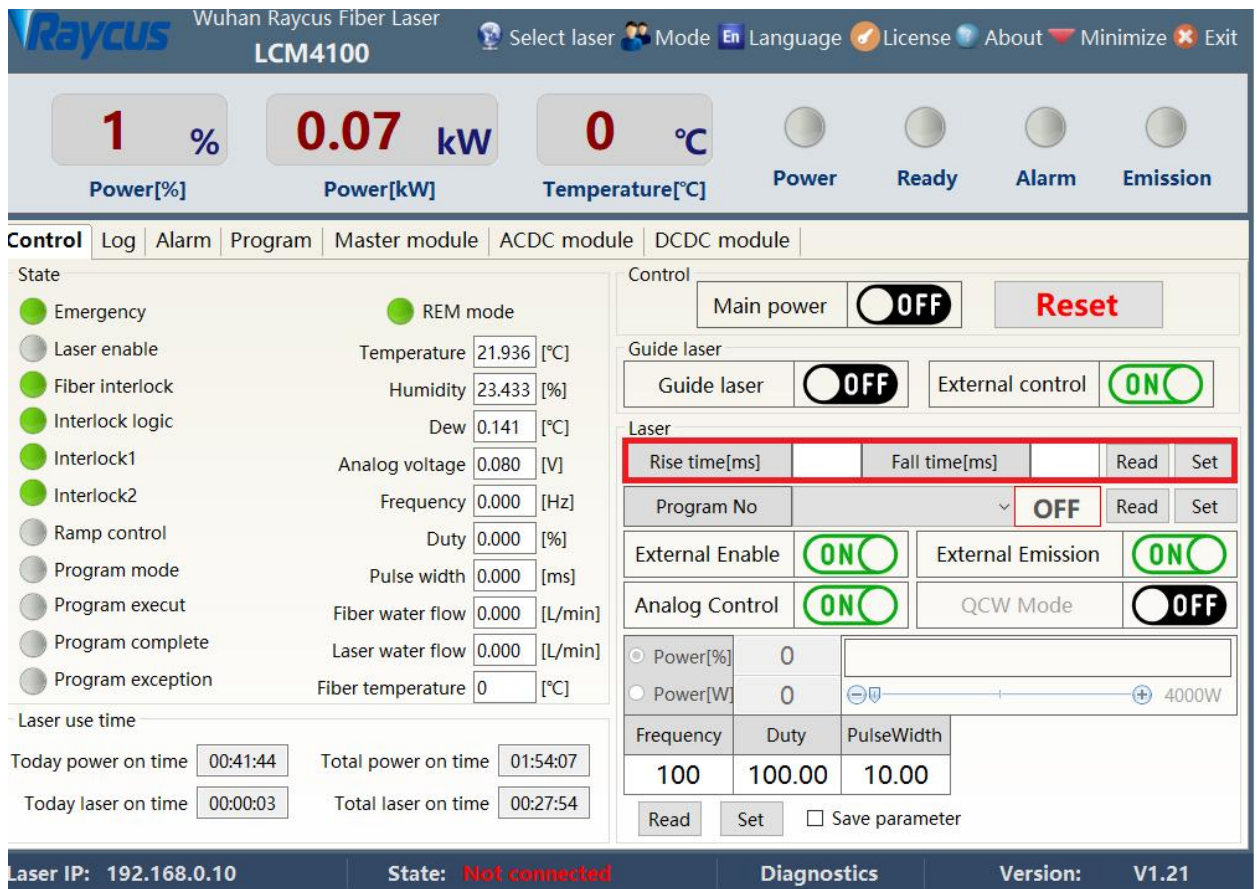 Raycus
Wuhan Raycus Fiber Laser
LCM4100
Select laser Mode En Language License About Minimize Exit
1 % 0.07 kW 0 ℃
Power[%] Power[kW] Temperature[℃] Power Ready Alarm Emission
Control Log Alarm Program Master module ACDC module DCDC module
State
Emergency REM mode
Laser enable Temperature 21.936 [℃]
Fiber interlock Humidity 23.433 [%]
Interlock logic Dew 0.141 [℃]
Interlock1 Analog voltage 0.080 [V]
Interlock2 Frequency 0.000 [Hz]
Ramp control Duty 0.000 [%]
Program mode Pulse width 0.000 [ms]
Program execut Fiber water flow 0.000 [L/min]
Program complete Laser water flow 0.000 [L/min]
Program exception Fiber temperature 0 [℃]
Laser use time
Today power on time 00:41:44 Total power on time 01:54:07
Today laser on time 00:00:03 Total laser on time 00:27:54
Control
Main power OFF Reset
Guide laser
Guide laser OFF External control ON
Laser
Rise time[ms] Fall time[ms] Read Set
Program No OFF Read Set
External Enable ON External Emission ON
Analog Control ON QCW Mode OFF
Power[%] 0
Power[W] 0 4000W
Frequency Duty PulseWidth
100 100.00 10.00
Read Set Save parameter
Laser IP: 192.168.0.10 State: Not connected Diagnostics Version: V1.21